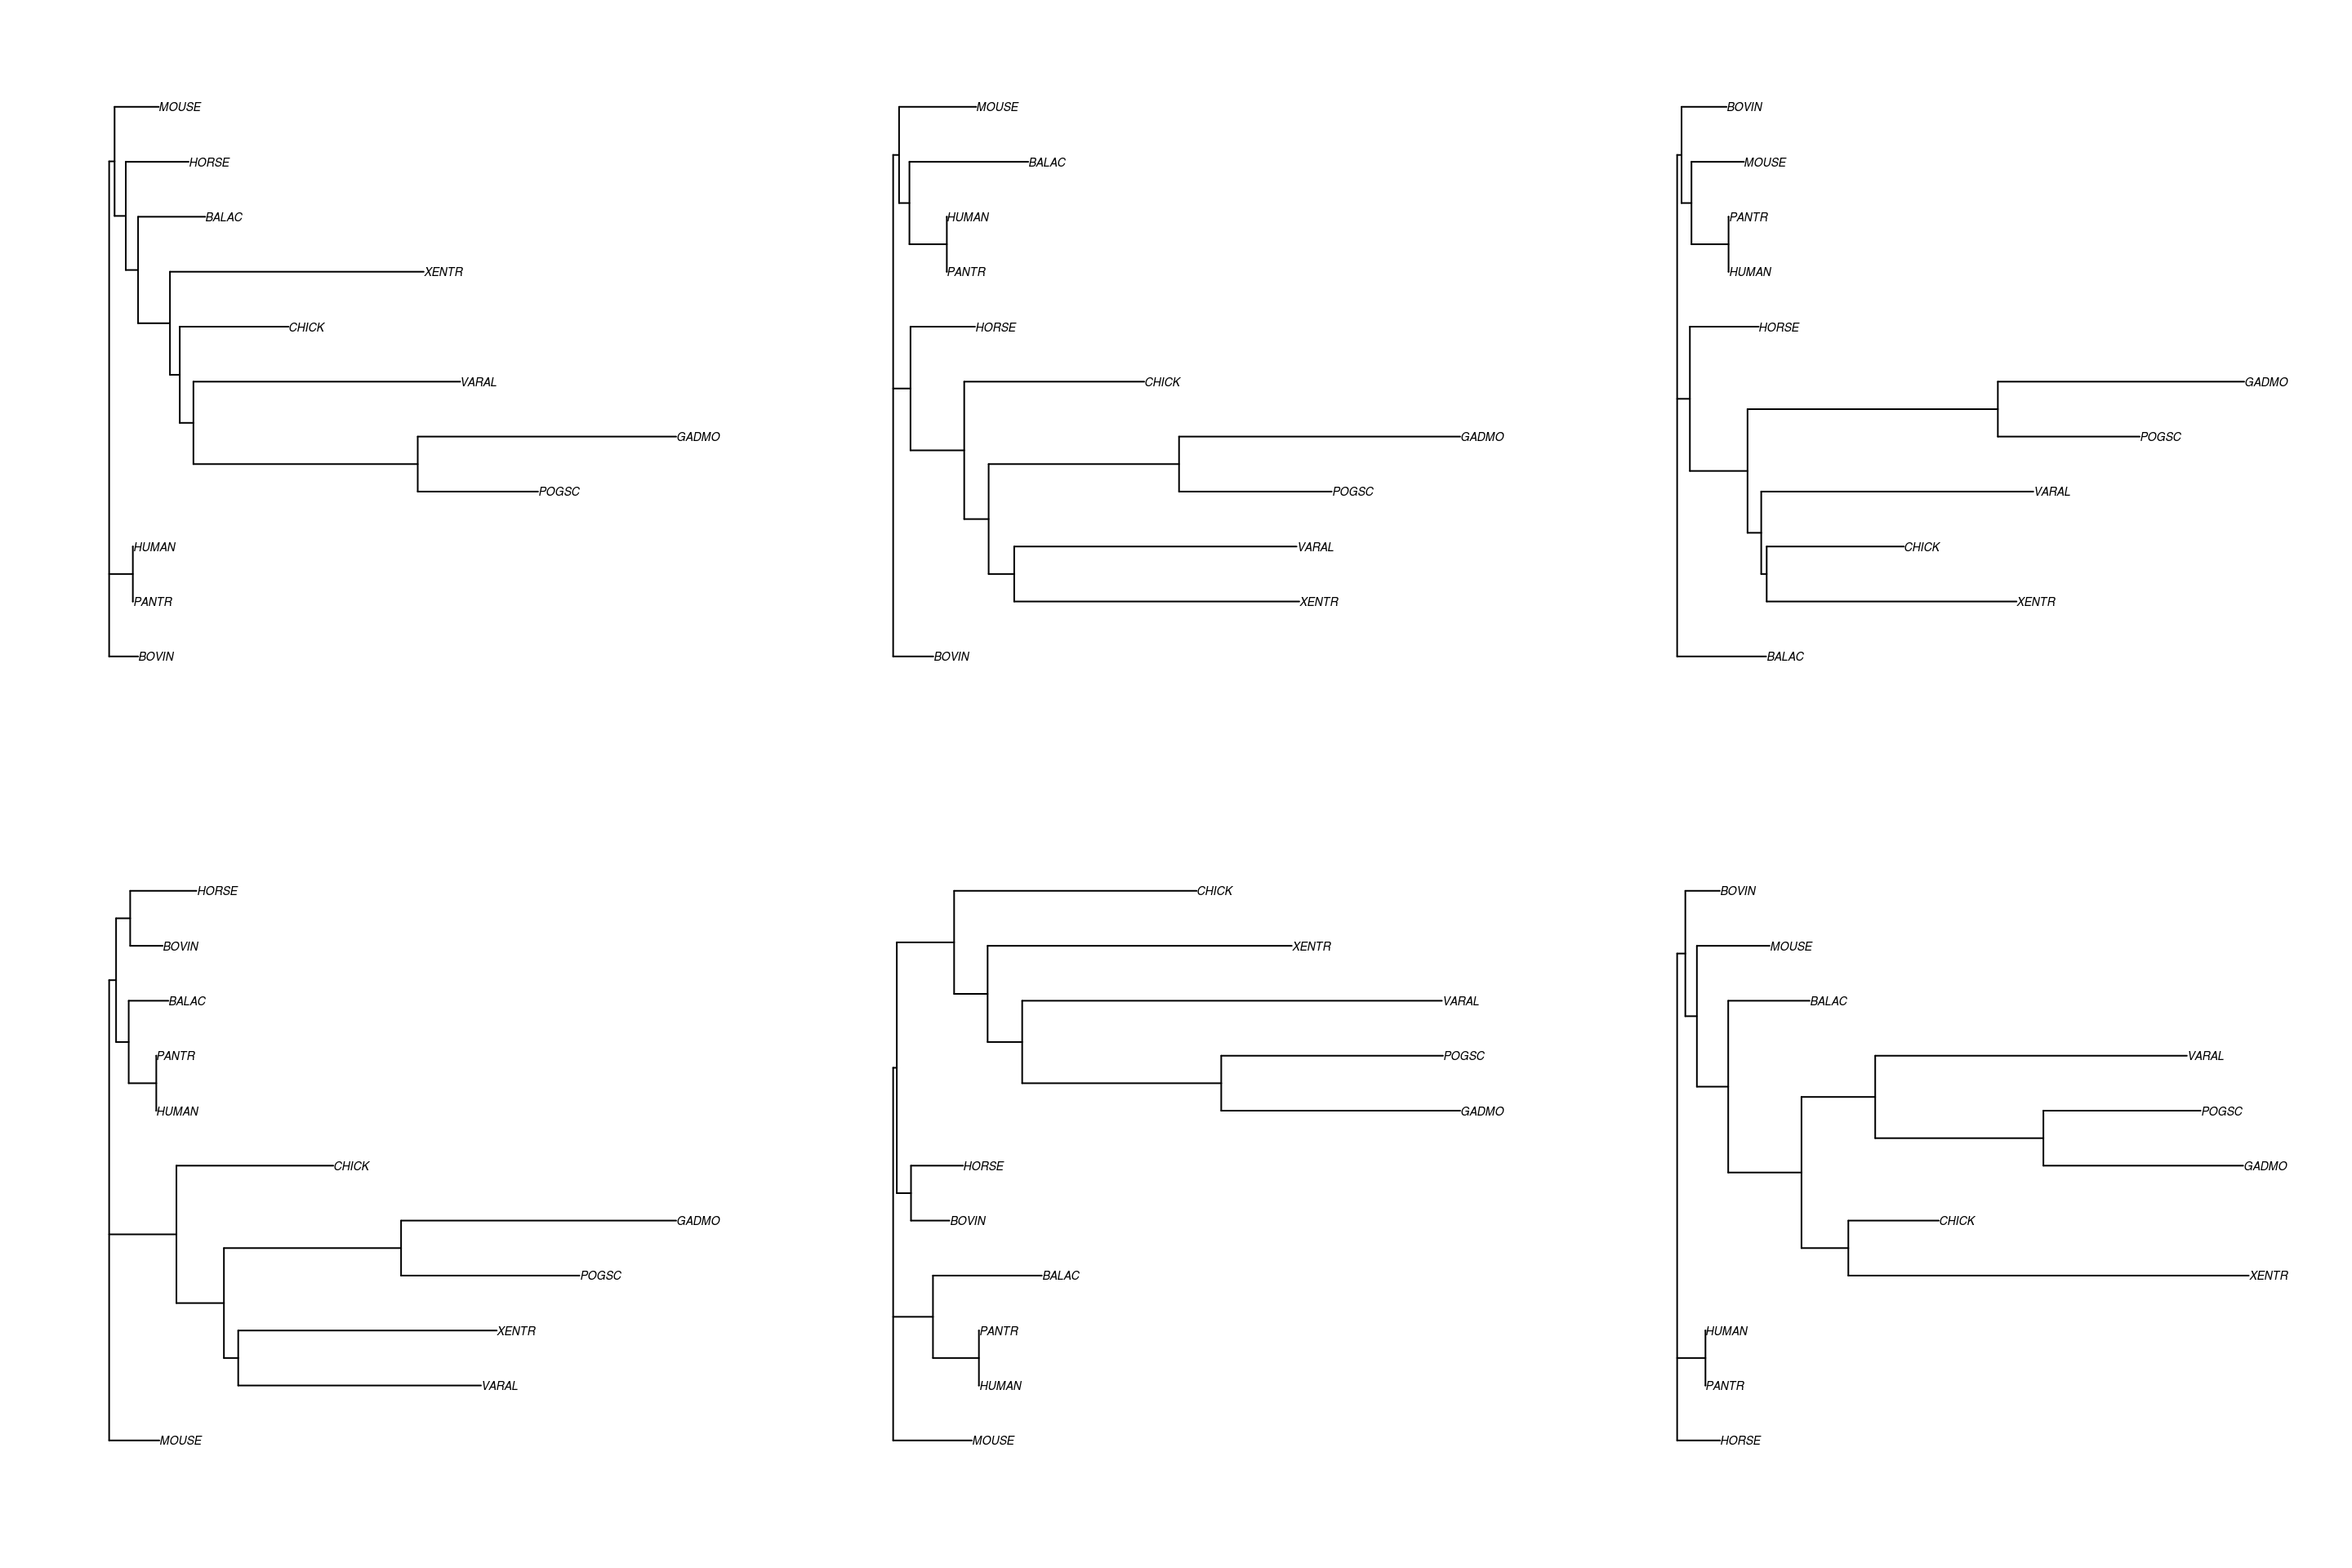 MOUSE
HORSE
BALAC
XENTR
CHICK
VARAL
GADMO
POGSC
HUMAN
PANTR
BOVIN
MOUSE
BALAC
HUMAN
PANTR
HORSE
CHICK
GADMO
POGSC
VARAL
XENTR
BOVIN
BOVIN
MOUSE
PANTR
HUMAN
HORSE
GADMO
POGSC
VARAL
CHICK
XENTR
BALAC
HORSE
BOVIN
BALAC
PANTR
HUMAN
CHICK
GADMO
POGSC
XENTR
VARAL
MOUSE
CHICK
XENTR
VARAL
POGSC
GADMO
HORSE
BOVIN
BALAC
PANTR
HUMAN
MOUSE
BOVIN
MOUSE
BALAC
VARAL
POGSC
GADMO
CHICK
XENTR
HUMAN
PANTR
HORSE